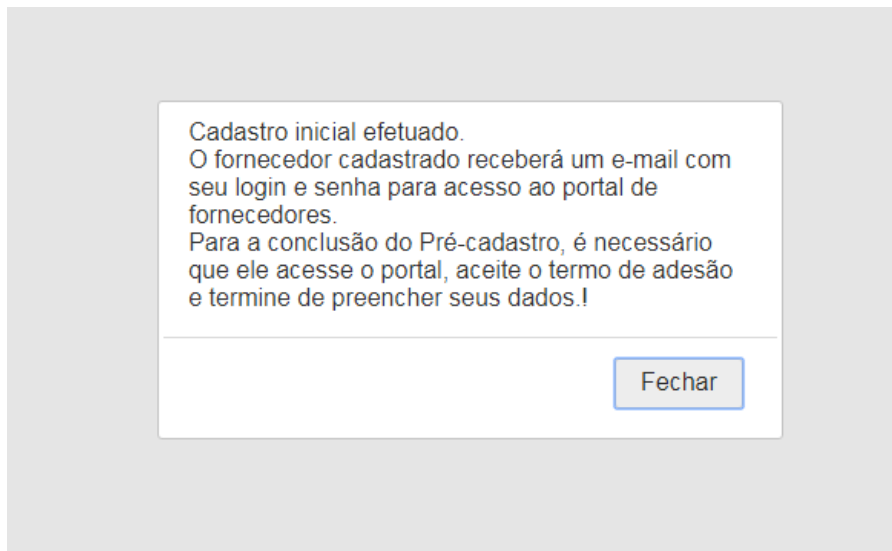 Cadastro inicial efetuado.
O fornecedor cadastrado receberá um e-mail com
seu login e senha para acesso ao portal de
fornecedores.
Para a conclusão do Pré-cadastro, é necessário
que ele acesse o portal, aceite o termo de adesão
e termine de preencher seus dados.!
Fechar